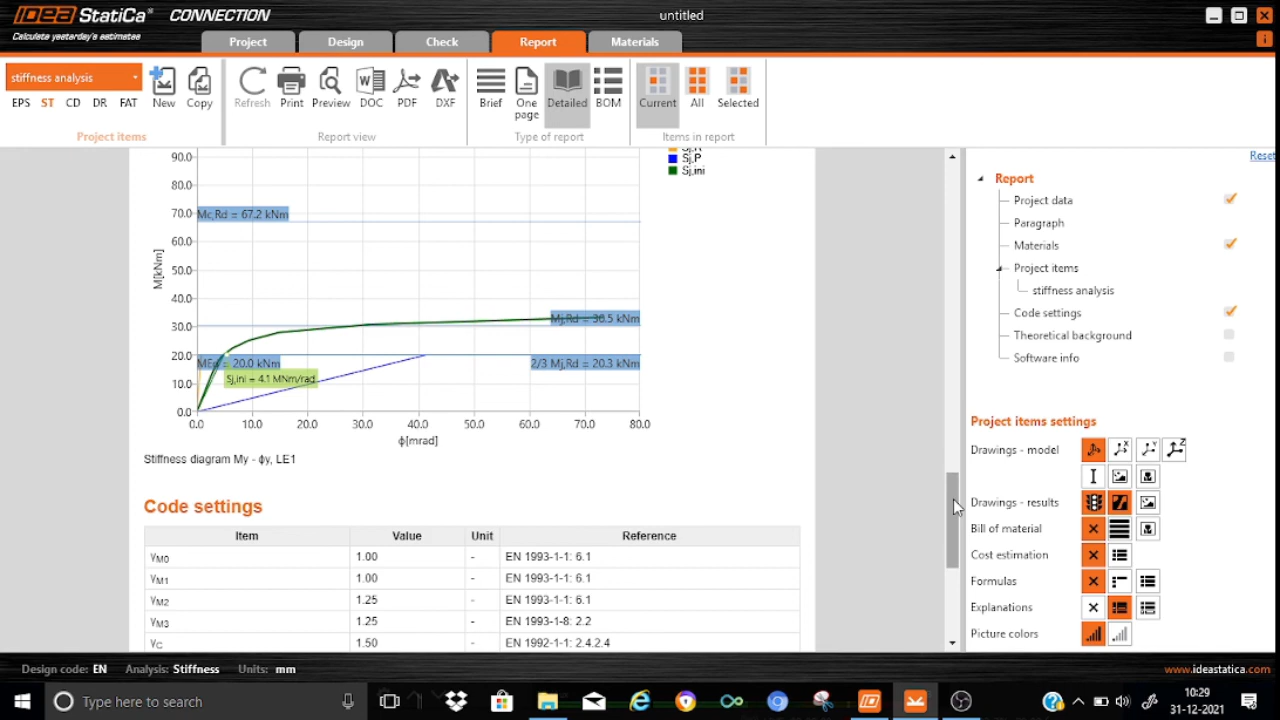 IDEA StatiCa® CONNECTION
Calculate yesterday's estimates
untitled
Project Design Check Report Materials
stiffness analysis
EPS ST CD DR FAT
New Copy
Refresh Print Preview DOC PDF DXF
Brief One page Detailed BOM
Current All Selected
Project items Report view Type of report Items in report
Reset
90.0
80.0
70.0
60.0
50.0
40.0
30.0
20.0
10.0
0.0
M[kNm]
Sj,P
Sj,ini
Mc,Rd = 67.2 kNm
Mj,Rd = 30.5 kNm
MEd = 20.0 kNm
2/3 Mj,Rd = 20.3 kNm
Sj,ini = 4.1 MNm/rad
0.0 10.0 20.0 30.0 40.0 50.0 60.0 70.0 80.0
ϕ[mrad]
Stiffness diagram My - ϕy, LE1
Code settings
Item Value Unit Reference
γM0 1.00 - EN 1993-1-1: 6.1
γM1 1.00 - EN 1993-1-1: 6.1
γM2 1.25 - EN 1993-1-1: 6.1
γM3 1.25 - EN 1993-1-8: 2.2
γC 1.50 - EN 1992-1-1: 2.4.2.4
Report
Project data
Paragraph
Materials
Project items
stiffness analysis
Code settings
Theoretical background
Software info
Project items settings
Drawings - model
Drawings - results
Bill of material
Cost estimation
Formulas
Explanations
Picture colors
Design code: EN Analysis: Stiffness Units: mm
www.ideastatica.com
Type here to search
10:29
31-12-2021